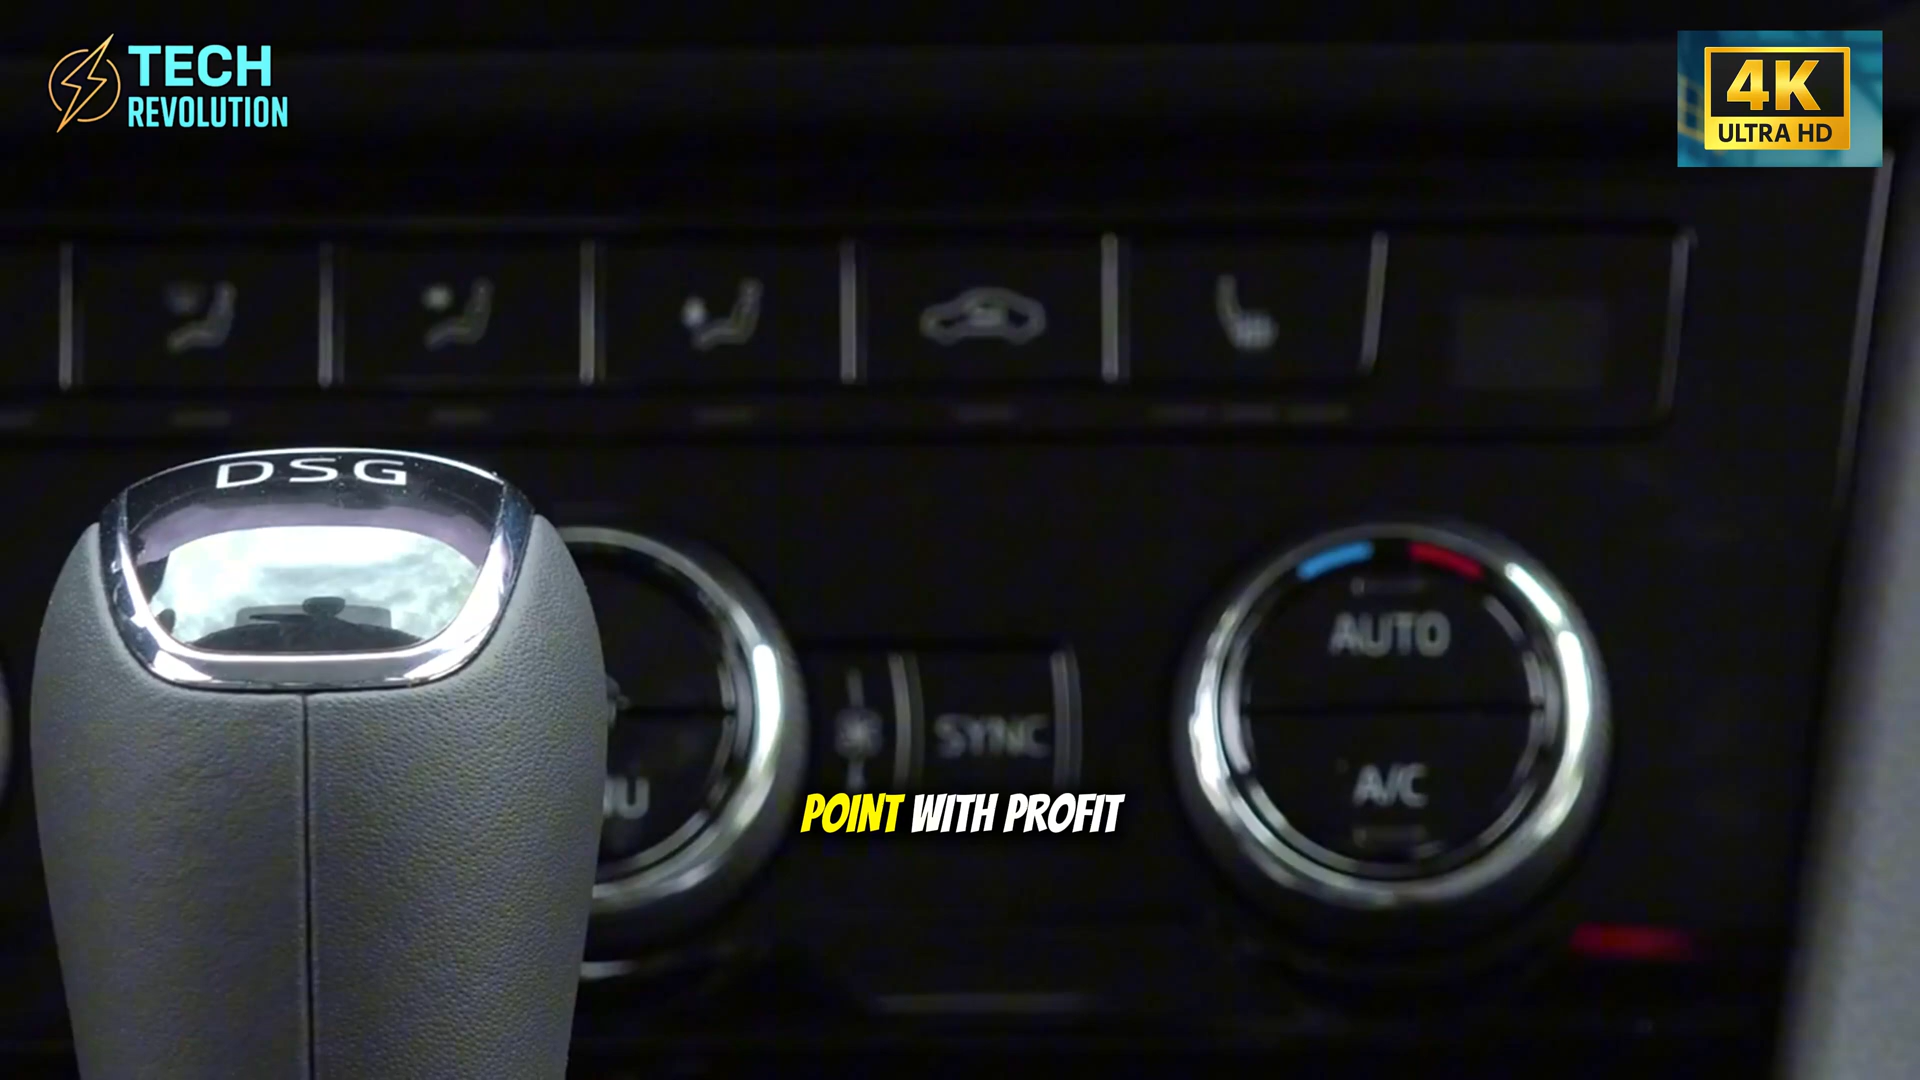 TECH
REVOLUTION
4K
ULTRA HD
DSG
AUTO
SYNC
A/C
POINT WITH PROFIT